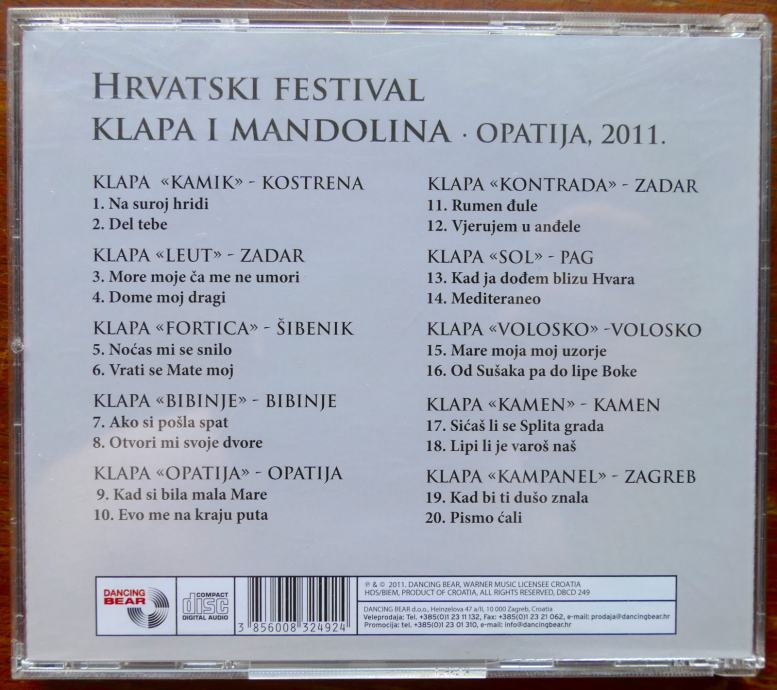 HRVATSKI FESTIVAL
KLAPA I MANDOLINA · OPATIJA, 2011.
KLAPA «KAMIK» - KOSTRENA
1. Na suroj hridi
2. Del tebe
KLAPA «LEUT» - ZADAR
3. More moje ča me ne umori
4. Dome moj dragi
KLAPA «FORTICA» - ŠIBENIK
5. Noćas mi se snilo
6. Vrati se Mate moj
KLAPA «BIBINJE» - BIBINJE
7. Ako si pošla spat
8. Otvori mi svoje dvore
KLAPA «OPATIJA» - OPATIJA
9. Kad si bila mala Mare
10. Evo me na kraju puta
KLAPA «KONTRADA» - ZADAR
11. Rumen đule
12. Vjerujem u anđele
KLAPA «SOL» - PAG
13. Kad ja dođem blizu Hvara
14. Mediteraneo
KLAPA «VOLOSKO» -VOLOSKO
15. Mare moja moj uzorje
16. Od Sušaka pa do lipe Boke
KLAPA «KAMEN» - KAMEN
17. Sićaš li se Splita grada
18. Lipi li je varoš naš
KLAPA «KAMPANEL» - ZAGREB
19. Kad bi ti dušo znala
20. Pismo ćali
DANCING
BEAR
COMPACT
disc
DIGITAL AUDIO
3 856008 324924
℗ & © 2011. DANCING BEAR, WARNER MUSIC LICENSEE CROATIA
HDS/BIEM, PRODUCT OF CROATIA, ALL RIGHTS RESERVED, DBCD 249
DANCING BEAR d.o.o., Heinzelova 47 a/II, 10 000 Zagreb, Croatia
Veleprodaja: Tel. +385(0)1 23 11 132, Fax: +385(0)1 23 21 062, e-mail: prodaja@dancingbear.hr
Promocija: tel. +385(0)1 23 01 310, e-mail: info@dancingbear.hr